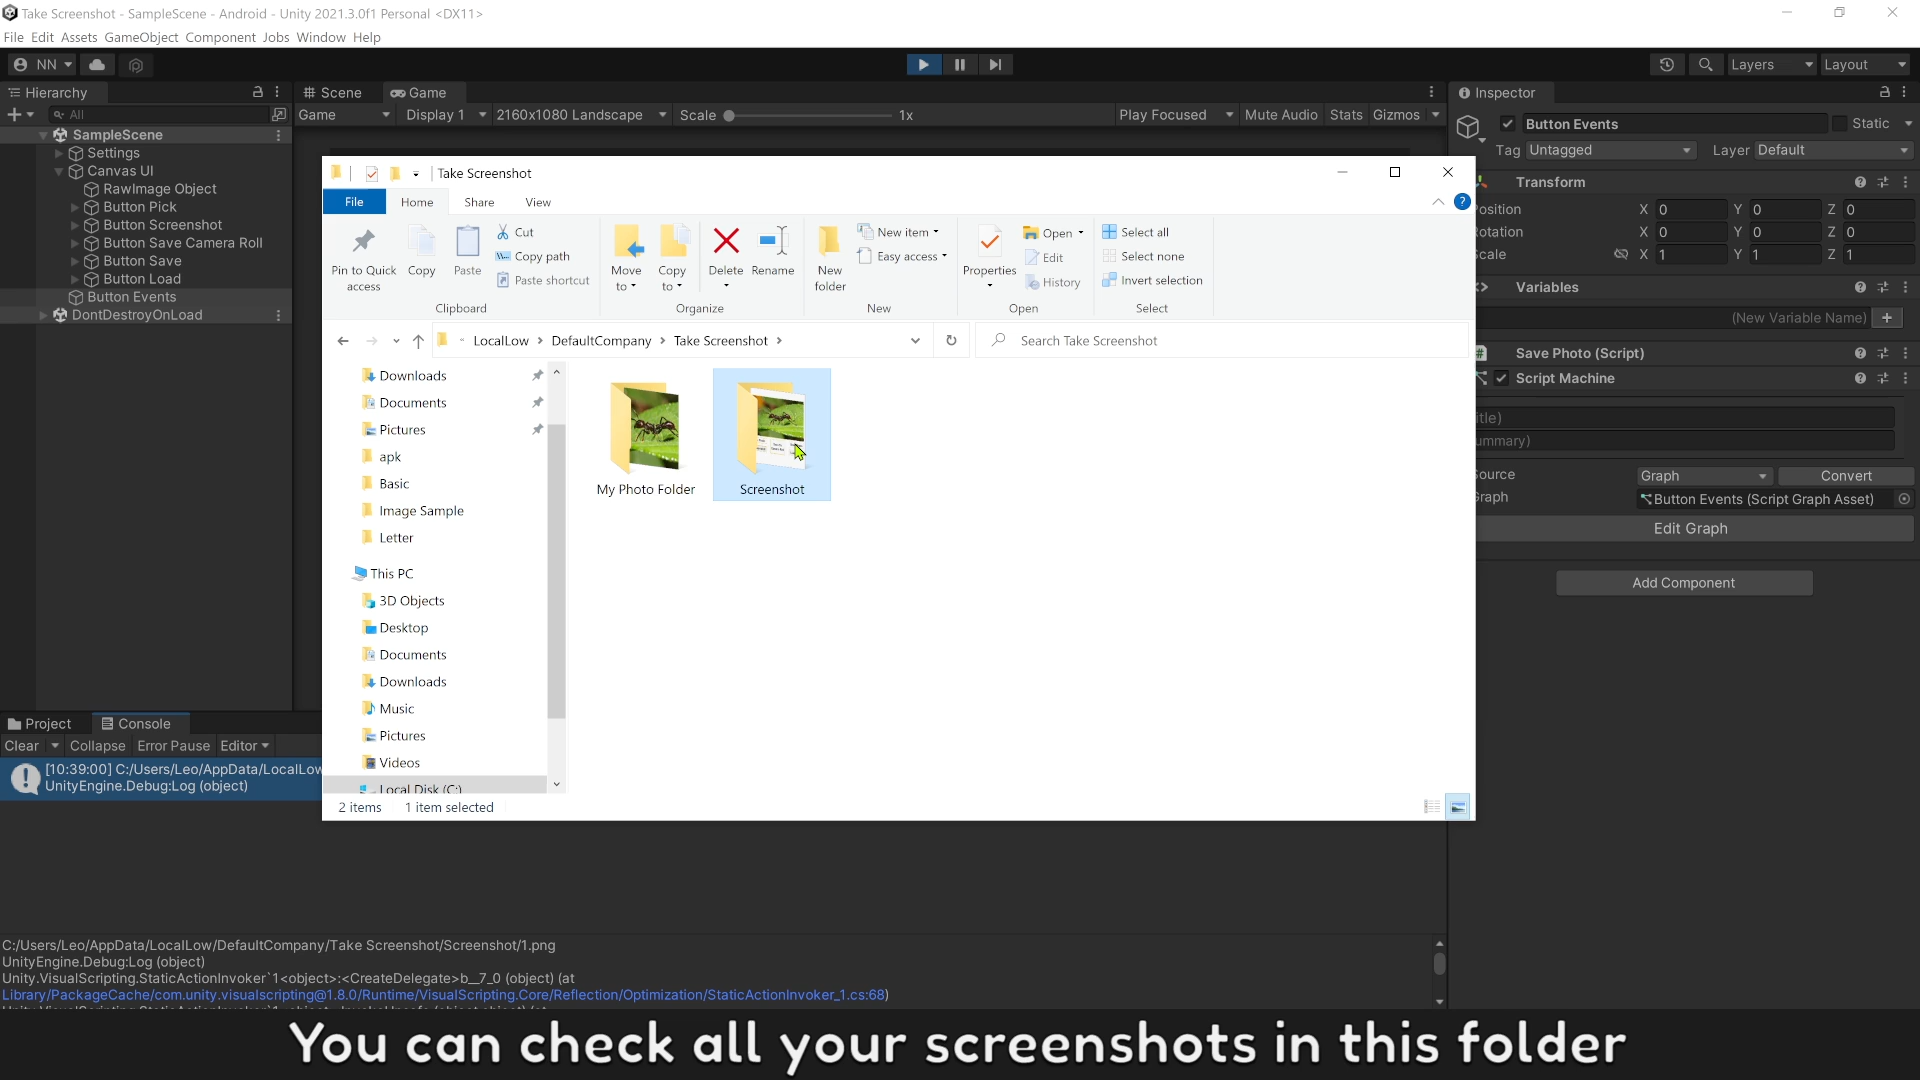 Take Screenshot - SampleScene - Android - Unity 2021.3.0f1 Personal <DX11>
File Edit Assets GameObject Component Jobs Window Help
NN
Layers Layout
Hierarchy
All
SampleScene
Settings
Canvas UI
RawImage Object
Button Pick
Button Screenshot
Button Save Camera Roll
Button Save
Button Load
Button Events
DontDestroyOnLoad
Scene Game
Game Display 1 2160x1080 Landscape Scale 1x Play Focused Mute Audio Stats Gizmos
Take Screenshot
File Home Share View
Pin to Quick access
Copy
Paste
Cut
Copy path
Paste shortcut
Clipboard
Move to
Copy to
Delete
Rename
Organize
New folder
New item
Easy access
New
Properties
Open
Edit
History
Open
Select all
Select none
Invert selection
Select
LocalLow > DefaultCompany > Take Screenshot >
Search Take Screenshot
Downloads
Documents
Pictures
apk
Basic
Image Sample
Letter
This PC
3D Objects
Desktop
Documents
Downloads
Music
Pictures
Videos
Local Disk (C:)
My Photo Folder
Screenshot
2 items 1 item selected
Inspector
Button Events Static
Tag Untagged Layer Default
Transform
osition X 0 Y 0 Z 0
otation X 0 Y 0 Z 0
cale X 1 Y 1 Z 1
Variables
(New Variable Name) +
Save Photo (Script)
Script Machine
itle)
ummary)
ource Graph Convert
raph Button Events (Script Graph Asset)
Edit Graph
Add Component
Project Console
Clear Collapse Error Pause Editor
[10:39:00] C:/Users/Leo/AppData/LocalLow
UnityEngine.Debug:Log (object)
C:/Users/Leo/AppData/LocalLow/DefaultCompany/Take Screenshot/Screenshot/1.png
UnityEngine.Debug:Log (object)
Unity.VisualScripting.StaticActionInvoker`1<object>:<CreateDelegate>b__7_0 (object) (at
Library/PackageCache/com.unity.visualscripting@1.8.0/Runtime/VisualScripting.Core/Reflection/Optimization/StaticActionInvoker_1.cs:68)
You can check all your screenshots in this folder